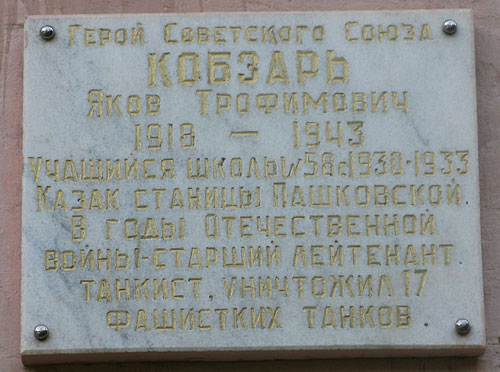 Герой Советского Союза
КОБЗАРЬ
Яков Трофимович
1918 — 1943
Учащийся школы №58 с 1930-1933
Казак станицы Пашковской
В годы Отечественной
войны-старший лейтенант.
танкист, уничтожил 17
фашистких танков.